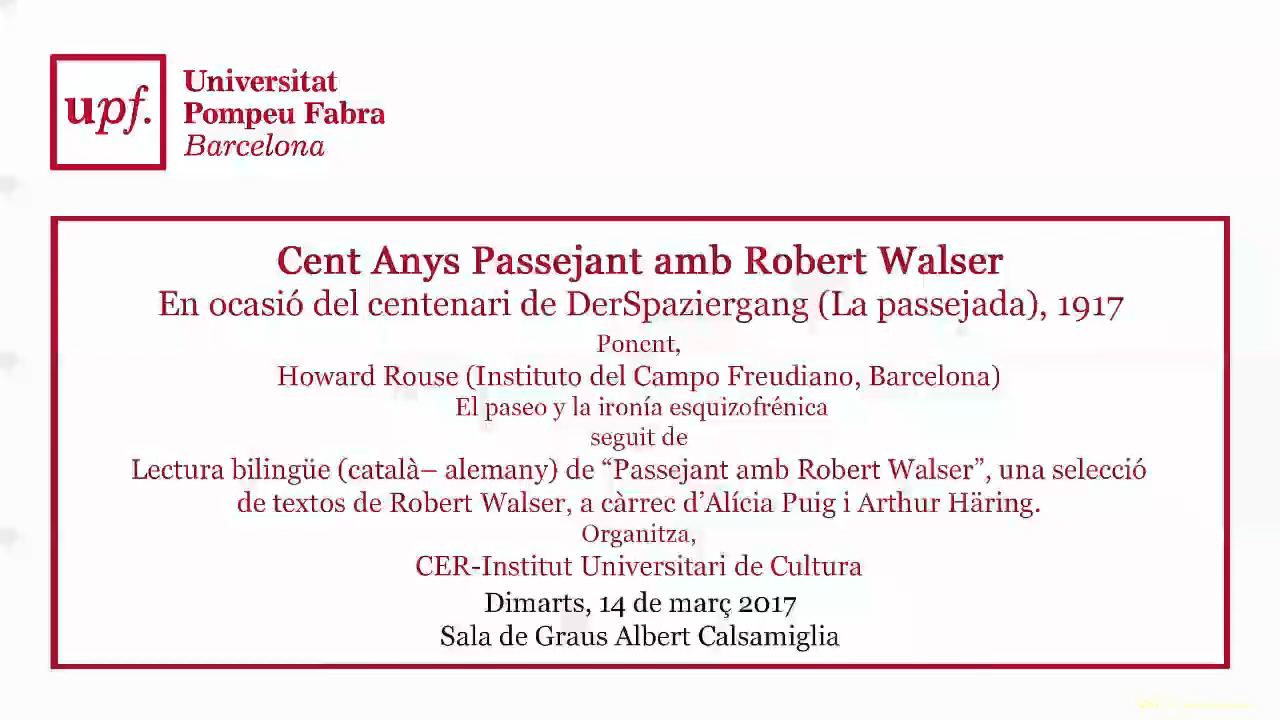 upf.
Universitat
Pompeu Fabra
Barcelona
Cent Anys Passejant amb Robert Walser
En ocasió del centenari de DerSpaziergang (La passejada), 1917
Ponent,
Howard Rouse (Instituto del Campo Freudiano, Barcelona)
El paseo y la ironía esquizofrénica
seguit de
Lectura bilingüe (català– alemany) de “Passejant amb Robert Walser”, una selecció
de textos de Robert Walser, a càrrec d’Alícia Puig i Arthur Häring.
Organitza,
CER-Institut Universitari de Cultura
Dimarts, 14 de març 2017
Sala de Graus Albert Calsamiglia